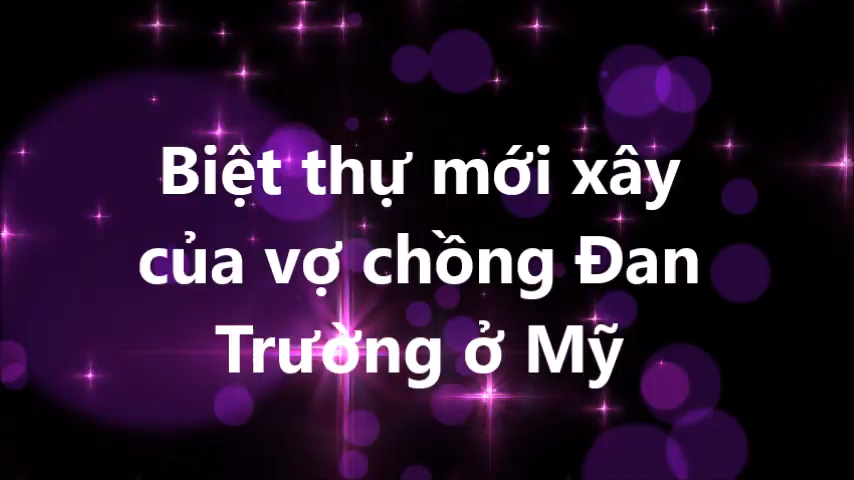 Biệt thự mới xây
của vợ chồng Đan
Trường ở Mỹ